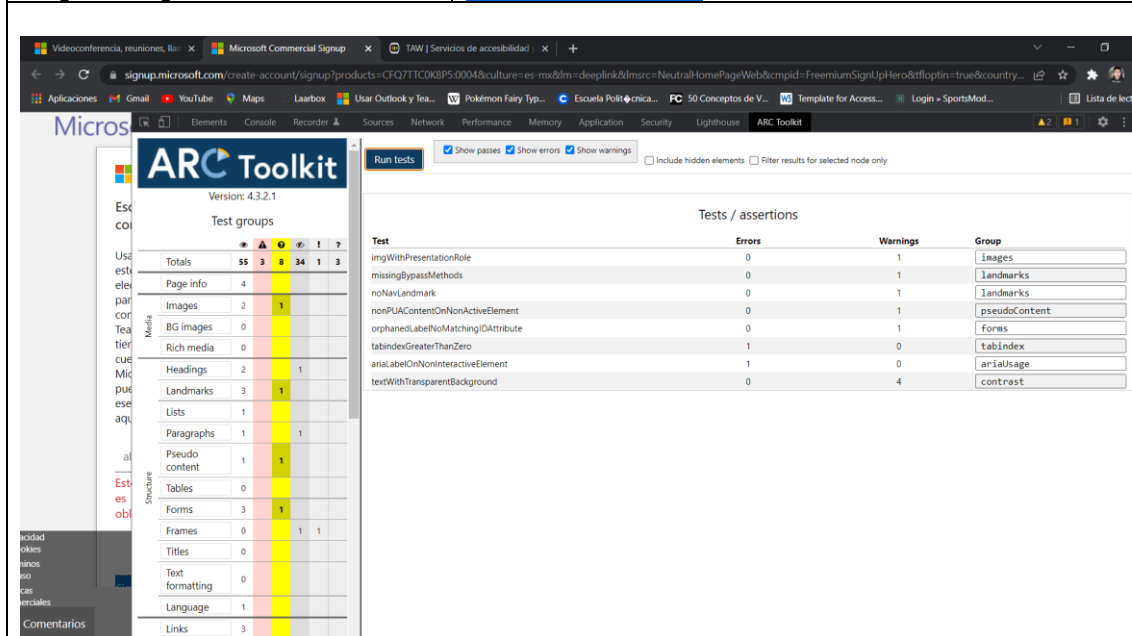 Videoconferencia, reuniones, llan
Microsoft Commercial Signup
TAW | Servicios de accesibilidad
signup.microsoft.com/create-account/signup?products=CFQ7TTC0K8P5:0004&culture=es-mx&lm=deeplink&lmsrc=NeutralHomePageWeb&cmpid=FreemiumSignUpHero&tfloptin=true&country...
Aplicaciones Gmail YouTube Maps Laarbox Usar Outlook y Tea... Pokémon Fairy Typ... Escuela Polit�cnica... 50 Conceptos de V... Template for Access... Login » SportsMod... Lista de lect
Micros
Elements Console Recorder Sources Network Performance Memory Application Security Lighthouse ARC Toolkit 2 1
ARC Toolkit
Version: 4.3.2.1
Test groups
Totals 55 3 8 34 1 3
Page info 4
Media
Images 2 1
BG images 0
Rich media 0
Structure
Headings 2 1
Landmarks 3 1
Lists 1
Paragraphs 1 1
Pseudo content 1 1
Tables 0
Forms 3 1
Frames 0 1 1
Titles 0
Text formatting 0
Language 1
Links 3
Run tests
Show passes Show errors Show warnings
Include hidden elements Filter results for selected node only
Tests / assertions
Test Errors Warnings Group
imgWithPresentationRole 0 1 images
missingBypassMethods 0 1 landmarks
noNavLandmark 0 1 landmarks
nonPUAContentOnNonActiveElement 0 1 pseudoContent
orphanedLabelNoMatchingIDAttribute 0 1 forms
tabindexGreaterThanZero 1 0 tabindex
ariaLabelOnNonInteractiveElement 1 0 ariaUsage
textWithTransparentBackground 0 4 contrast
Comentarios